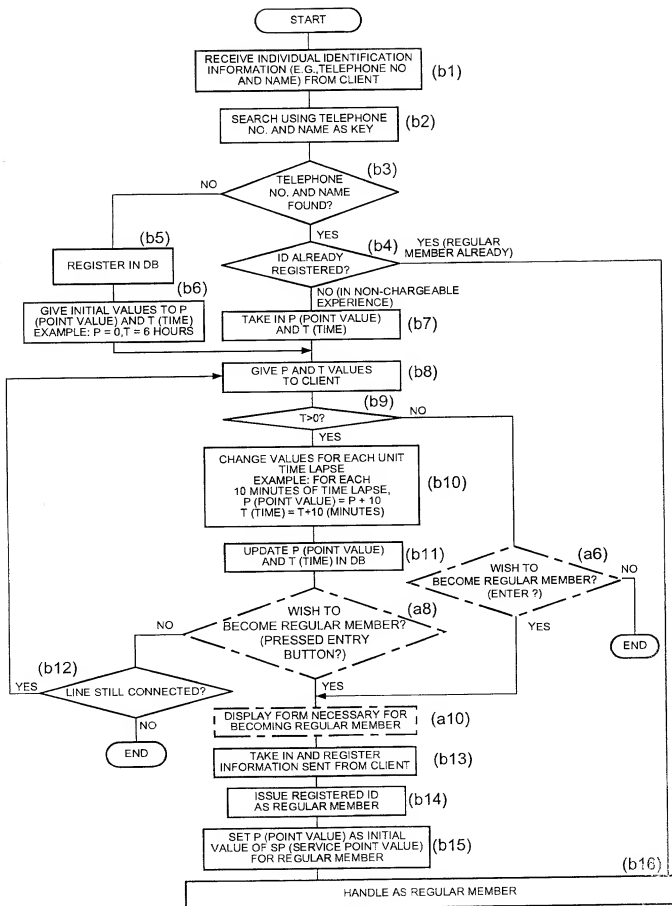 START
RECEIVE INDIVIDUAL IDENTIFICATION
INFORMATION (E.G.,TELEPHONE NO
AND NAME) FROM CLIENT
(b1)
SEARCH USING TELEPHONE
NO. AND NAME AS KEY
(b2)
(b3)
TELEPHONE
NO. AND NAME
FOUND?
NO
YES
(b5)
REGISTER IN DB
(b6)
GIVE INITIAL VALUES TO P
(POINT VALUE) AND T (TIME)
EXAMPLE: P = 0,T = 6 HOURS
(b4)
ID ALREADY
REGISTERED?
YES (REGULAR
MEMBER ALREADY)
NO (IN NON-CHARGEABLE
EXPERIENCE)
TAKE IN P (POINT VALUE)
AND T (TIME)
(b7)
GIVE P AND T VALUES
TO CLIENT
(b8)
(b9)
T>0?
NO
YES
CHANGE VALUES FOR EACH UNIT
TIME LAPSE
EXAMPLE: FOR EACH
10 MINUTES OF TIME LAPSE,
P (POINT VALUE) = P + 10
T (TIME) = T+10 (MINUTES)
(b10)
UPDATE P (POINT VALUE)
AND T (TIME) IN DB
(b11)
(a6)
WISH TO
BECOME REGULAR MEMBER?
(ENTER ?)
NO
YES
END
(a8)
WISH TO
BECOME REGULAR MEMBER?
(PRESSED ENTRY
BUTTON?)
NO
YES
(b12)
LINE STILL CONNECTED?
YES
NO
END
DISPLAY FORM NECESSARY FOR
BECOMING REGULAR MEMBER
(a10)
TAKE IN AND REGISTER
INFORMATION SENT FROM CLIENT
(b13)
ISSUE REGISTERED ID
AS REGULAR MEMBER
(b14)
SET P (POINT VALUE) AS INITIAL
VALUE OF SP (SERVICE POINT VALUE)
FOR REGULAR MEMBER
(b15)
(b16)
HANDLE AS REGULAR MEMBER